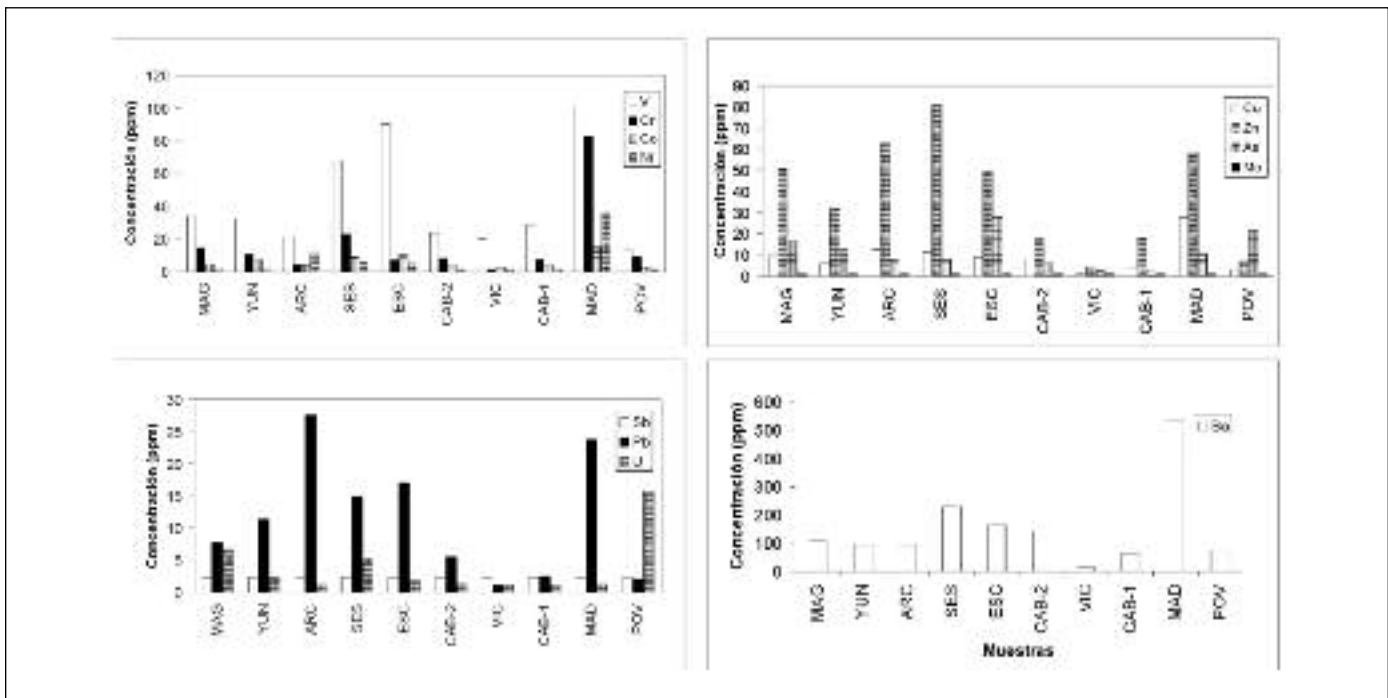 Concentración (ppm)
120
100
80
60
40
20
0
V
Cr
Co
Ni
MAG
YUN
ARC
SES
ESC
CAB-2
VIC
CAB-1
MAD
POV
Concentración (ppm)
90
80
70
60
50
40
30
20
10
0
Cu
Zn
As
Mo
MAG
YUN
ARC
SES
ESC
CAB-2
VIC
CAB-1
MAD
POV
Concentración (ppm)
30
25
20
15
10
5
0
Sb
Pb
U
MAG
YUN
ARC
SES
ESC
CAB-2
VIC
CAB-1
MAD
POV
Concentración (ppm)
600
500
400
300
200
100
0
Ba
MAG
YUN
ARC
SES
ESC
CAB-2
VIC
CAB-1
MAD
POV
Muestras